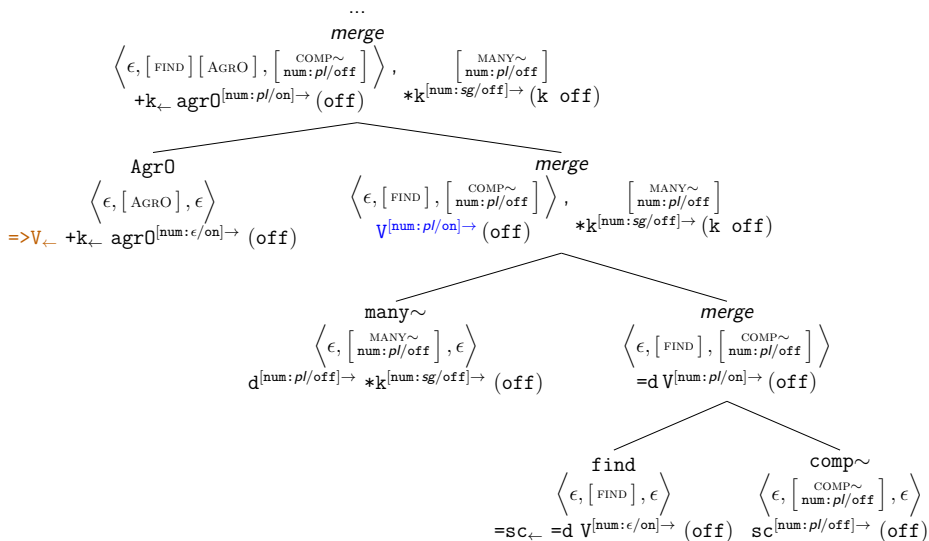 ...
merge
⟨ϵ, [FIND] [AGRO], [COMP∼ num:pl/off]⟩, [MANY∼ num:pl/off]
+k← agrO^[num:pl/on]→ (off) *k^[num:sg/off]→ (k off)
AgrO merge
⟨ϵ, [AGRO], ϵ⟩ ⟨ϵ, [FIND], [COMP∼ num:pl/off]⟩, [MANY∼ num:pl/off]
=>V← +k← agrO^[num:ϵ/on]→ (off) V^[num:pl/on]→ (off) *k^[num:sg/off]→ (k off)
many∼ merge
⟨ϵ, [MANY∼ num:pl/off], ϵ⟩ ⟨ϵ, [FIND], [COMP∼ num:pl/off]⟩
d^[num:pl/off]→ *k^[num:sg/off]→ (off) =d V^[num:pl/on]→ (off)
find comp∼
⟨ϵ, [FIND], ϵ⟩ ⟨ϵ, [COMP∼ num:pl/off], ϵ⟩
=sc← =d V^[num:ϵ/on]→ (off) sc^[num:pl/off]→ (off)